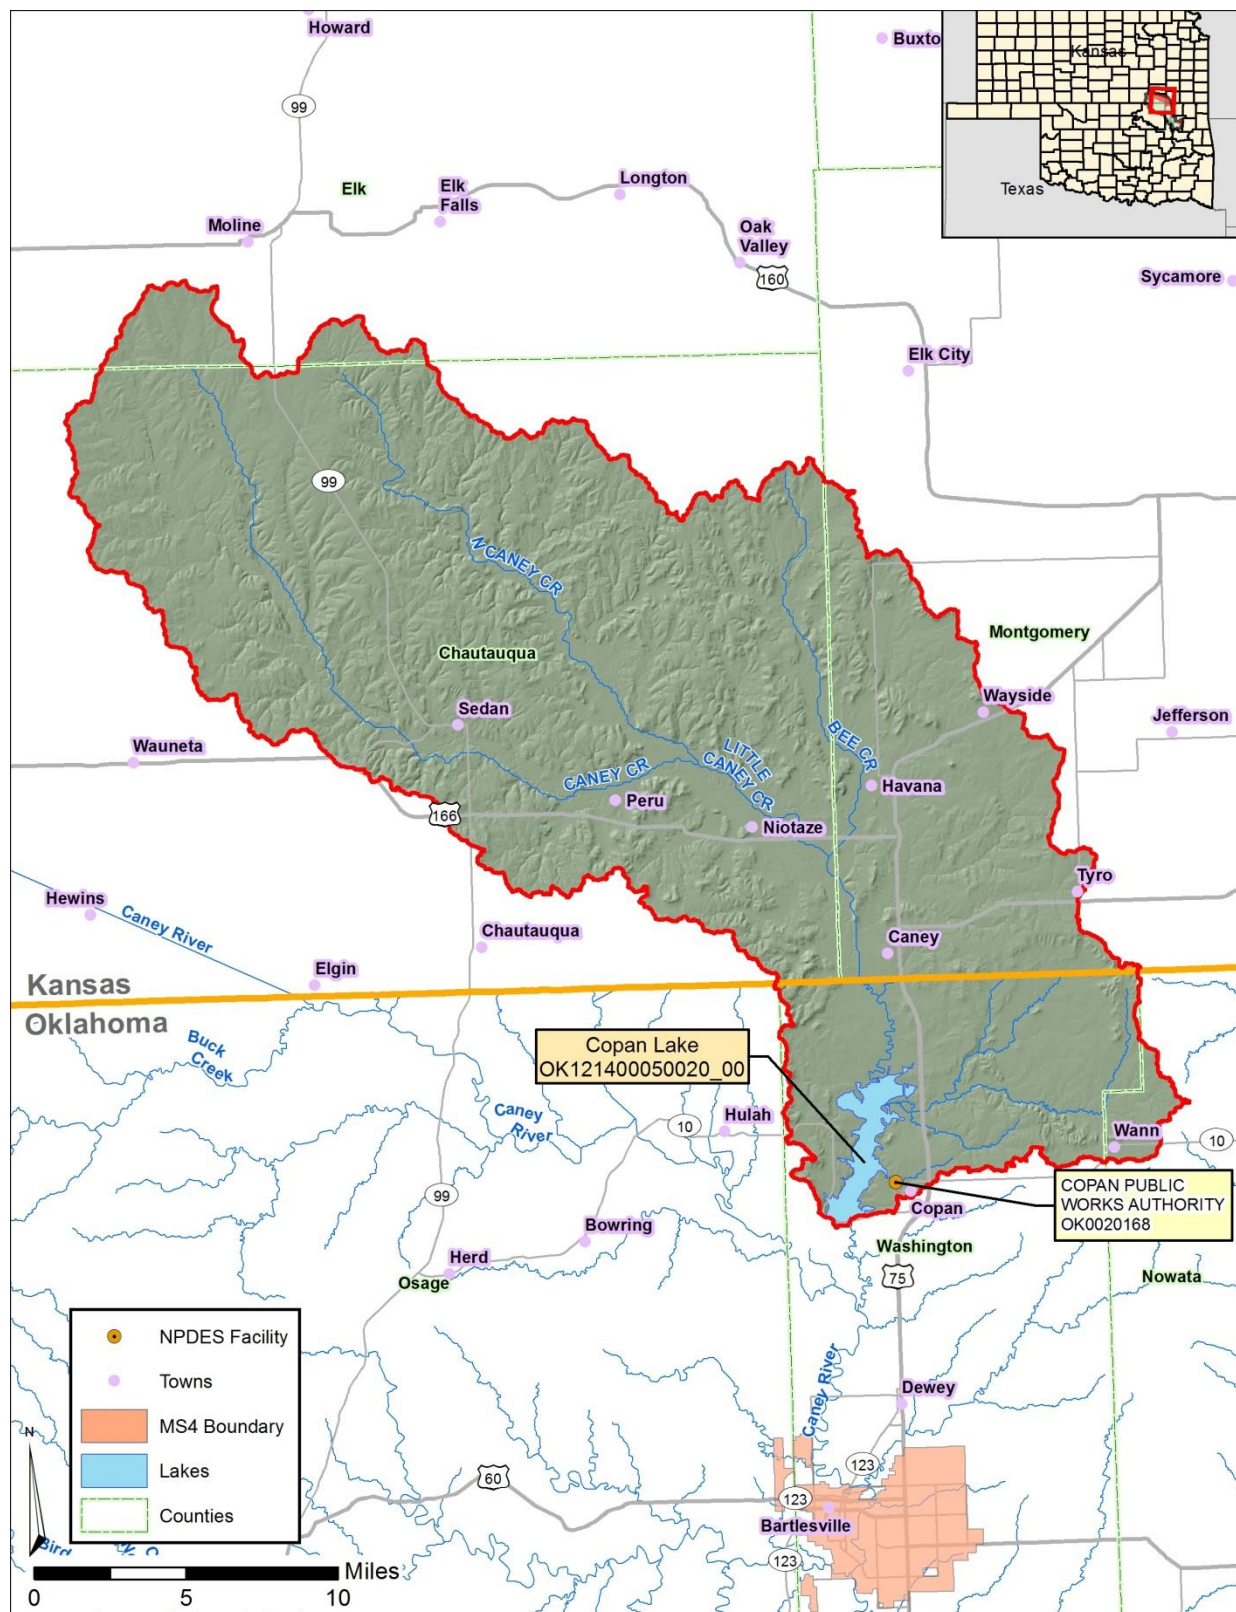 Howard
Buxto
Kansas
99
Texas
Elk
Elk
Falls
Longton
Moline
Oak
Valley
160
Sycamore
Elk City
99
N CANEY CR
Montgomery
Chautauqua
Sedan
Wayside
Jefferson
Wauneta
BEE CR
LITTLE
CANEY CR
CANEY CR
Havana
Peru
166
Niotaze
Tyro
Hewins
Caney River
Chautauqua
Caney
Elgin
Kansas
Oklahoma
Buck
Creek
Copan Lake
OK121400050020_00
Caney
River
Hulah
10
Wann
10
COPAN PUBLIC
WORKS AUTHORITY
OK0020168
99
Copan
Bowring
Washington
Herd
Osage
75
Nowata
NPDES Facility
Towns
MS4 Boundary
Lakes
Counties
Caney River
Dewey
123
60
123
Bartlesville
123
N
Bird
Miles
0
5
10